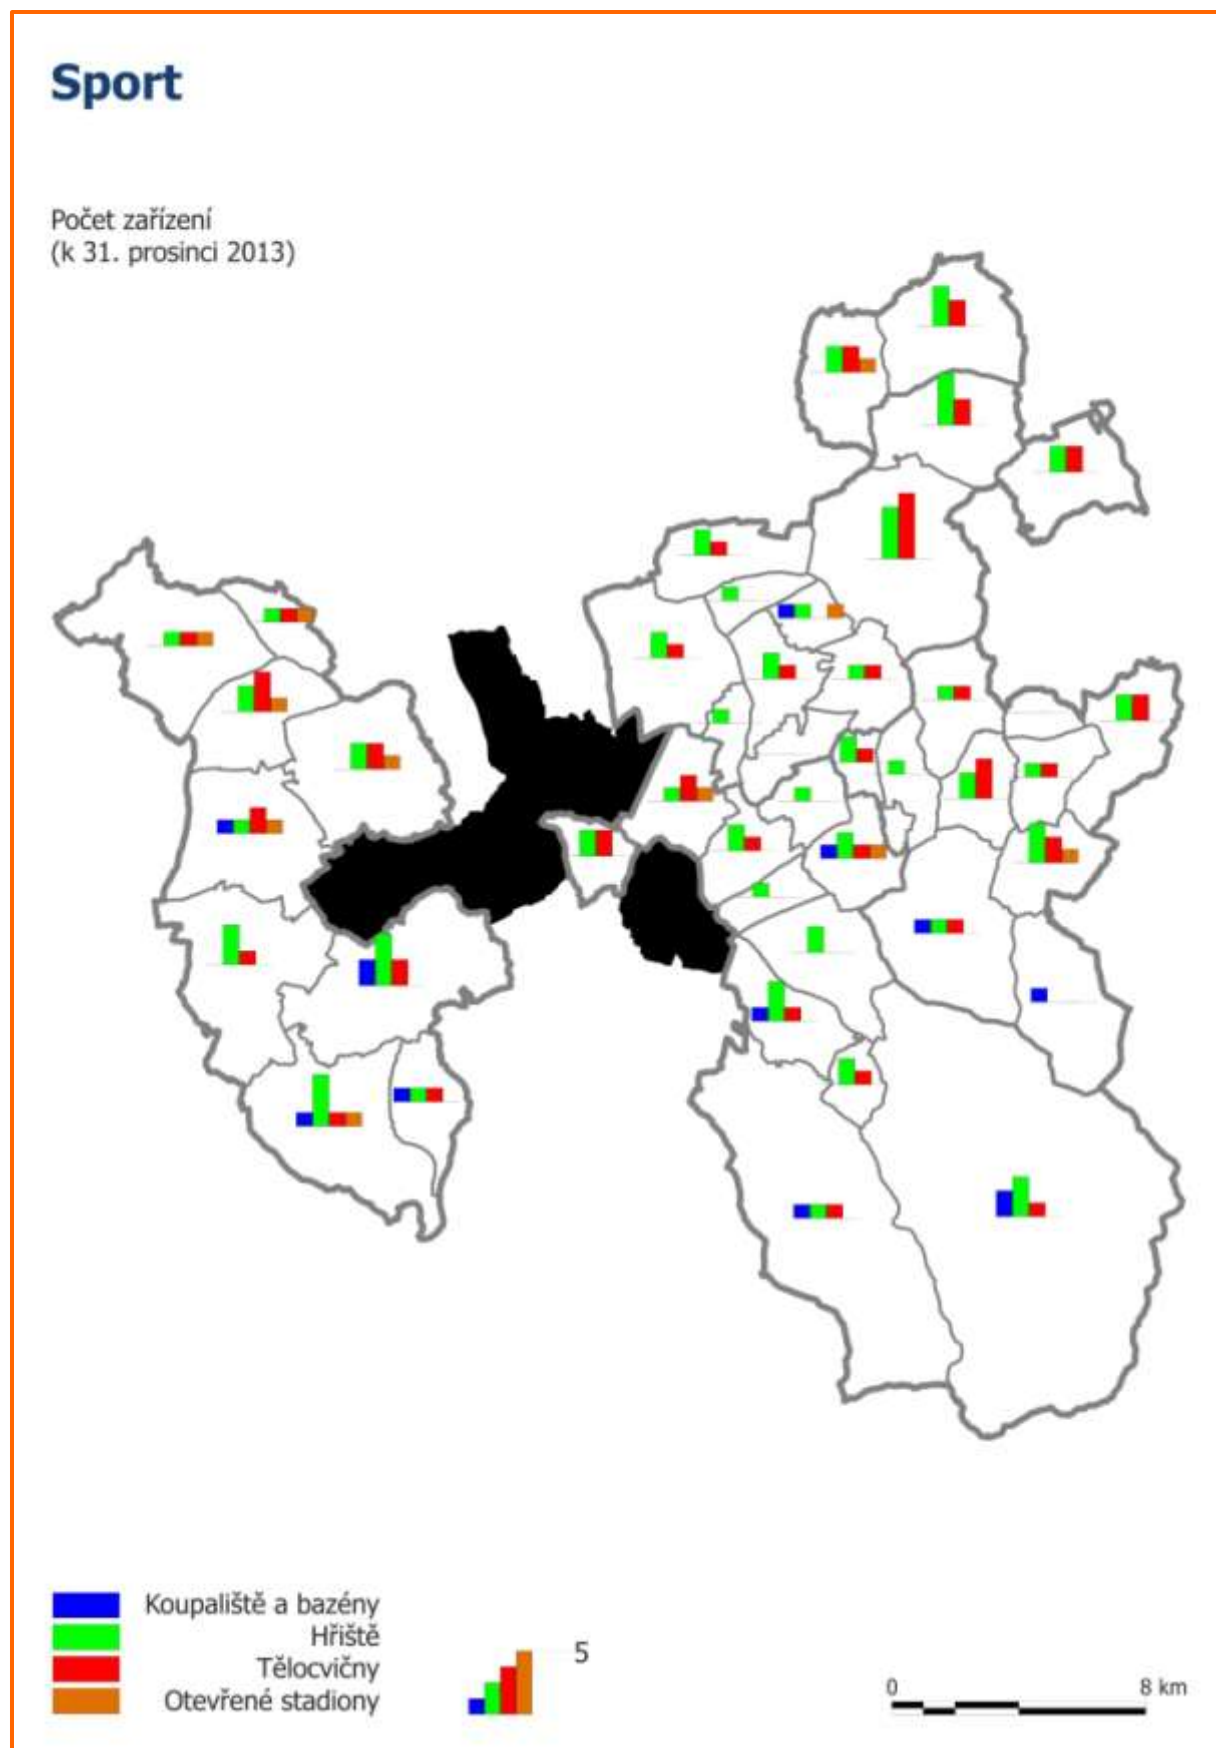 Sport
Počet zařízení
(k 31. prosinci 2013)
Koupaliště a bazény
Hřiště
Tělocvičny
Otevřené stadiony
5
0 8 km